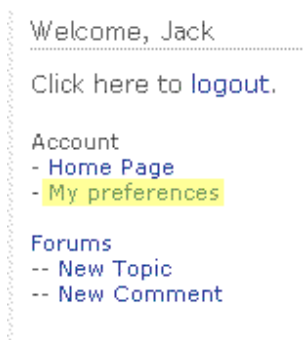 Welcome, Jack
Click here to logout.
Account
- Home Page
- My preferences
Forums
-- New Topic
-- New Comment